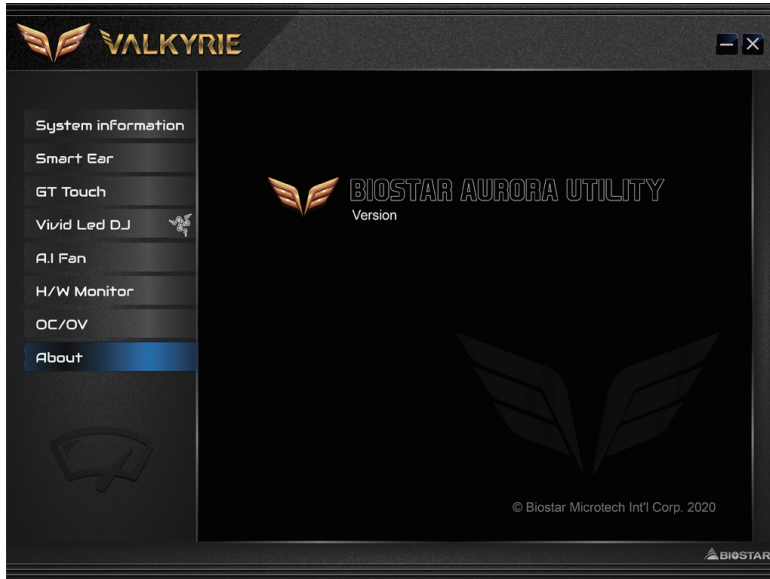 VALKYRIE
System information
Smart Ear
GT Touch
Vivid Led DJ
A.I Fan
H/W Monitor
OC/OV
About
BIOSTAR AURORA UTILITY
Version
© Biostar Microtech Int'l Corp. 2020
BIOSTAR